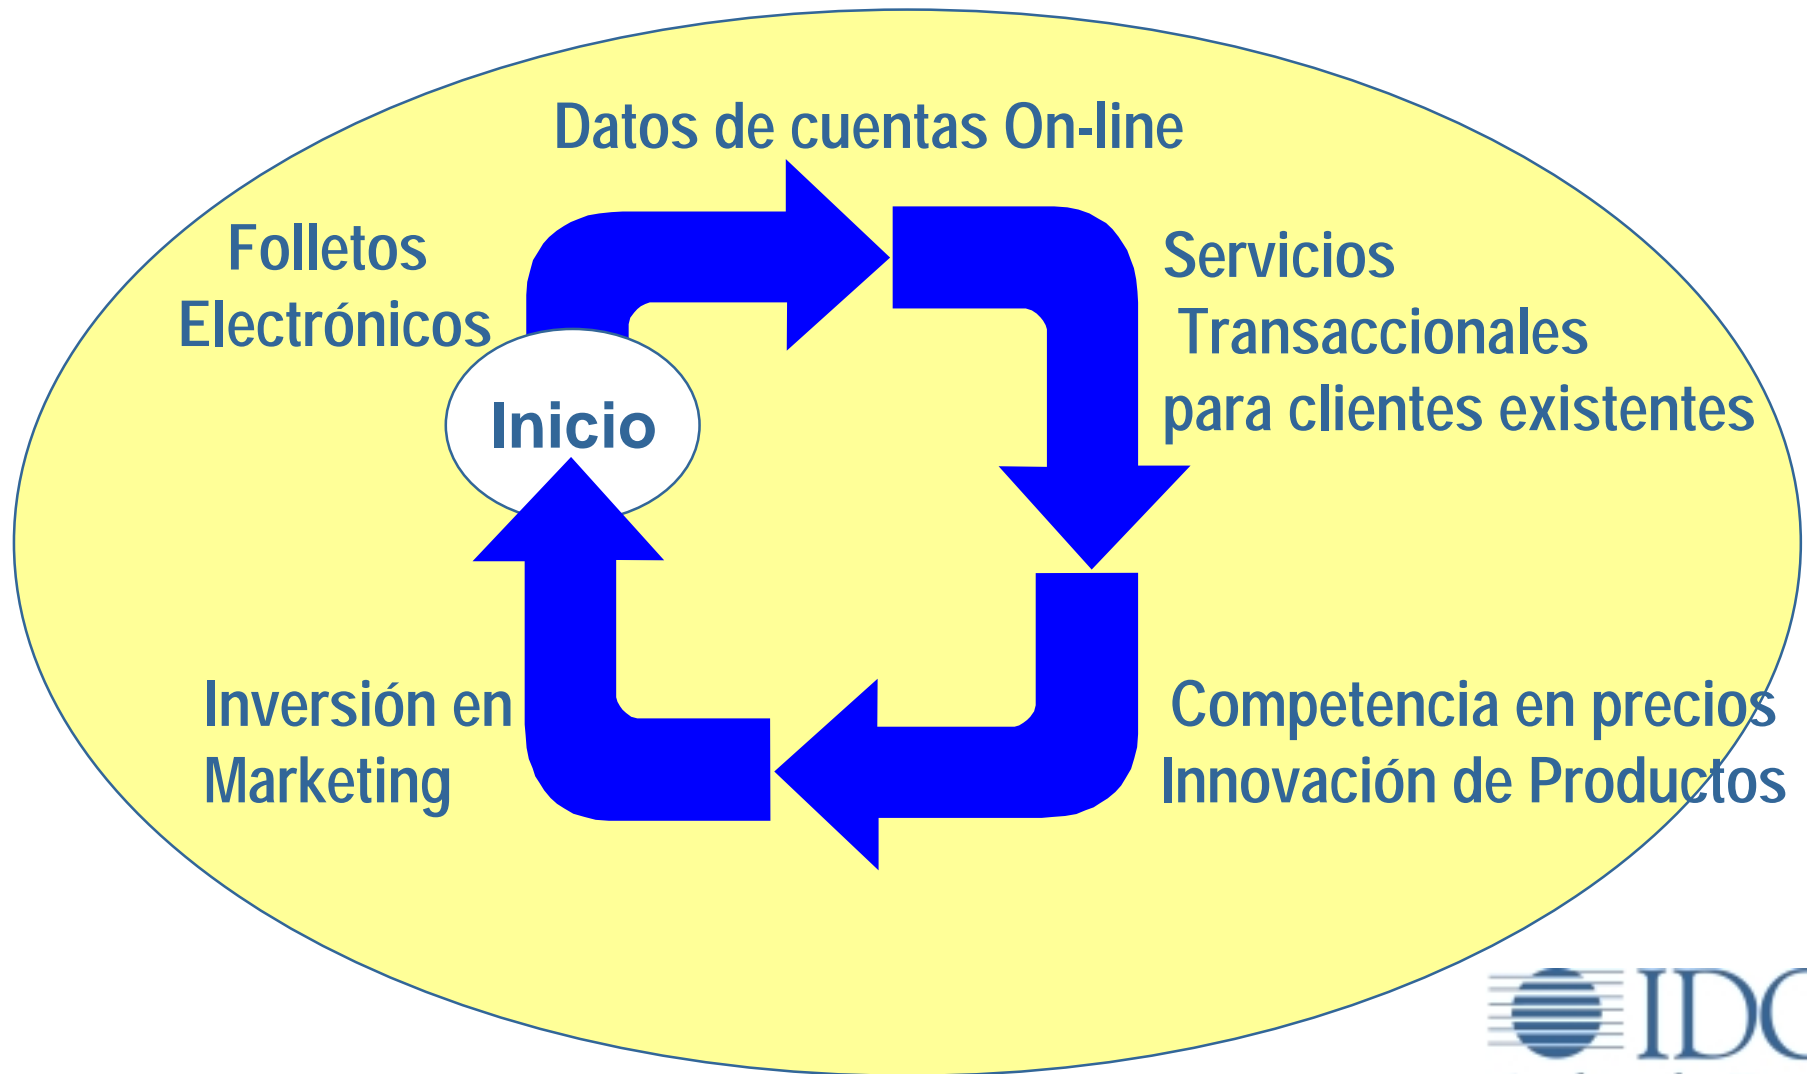 Datos de cuentas On-line
Folletos
Electrónicos
Servicios
Transaccionales
para clientes existentes
Inicio
Inversión en
Marketing
Competencia en precios
Innovación de Productos
IDC